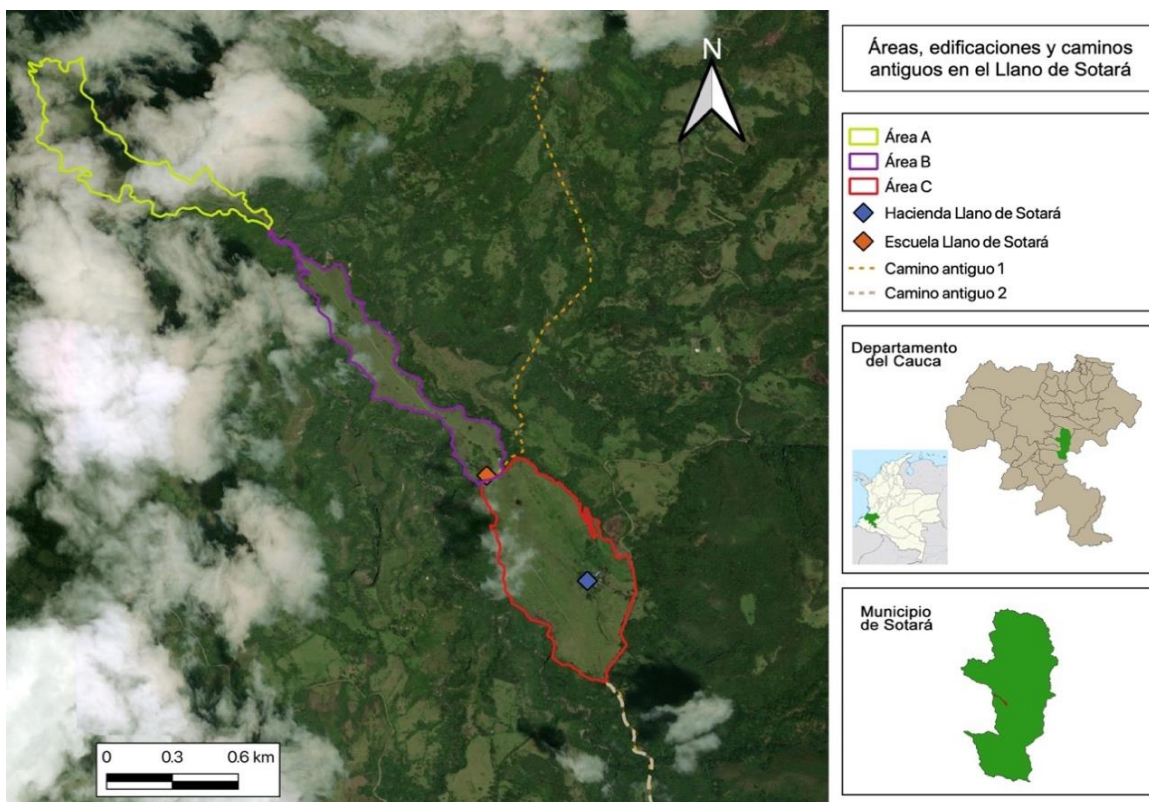 N
0 0.3 0.6 km
Áreas, edificaciones y caminos
antiguos en el Llano de Sotará
Área A
Área B
Área C
Hacienda Llano de Sotará
Escuela Llano de Sotará
Camino antiguo 1
Camino antiguo 2
Departamento
del Cauca
Municipio
de Sotará